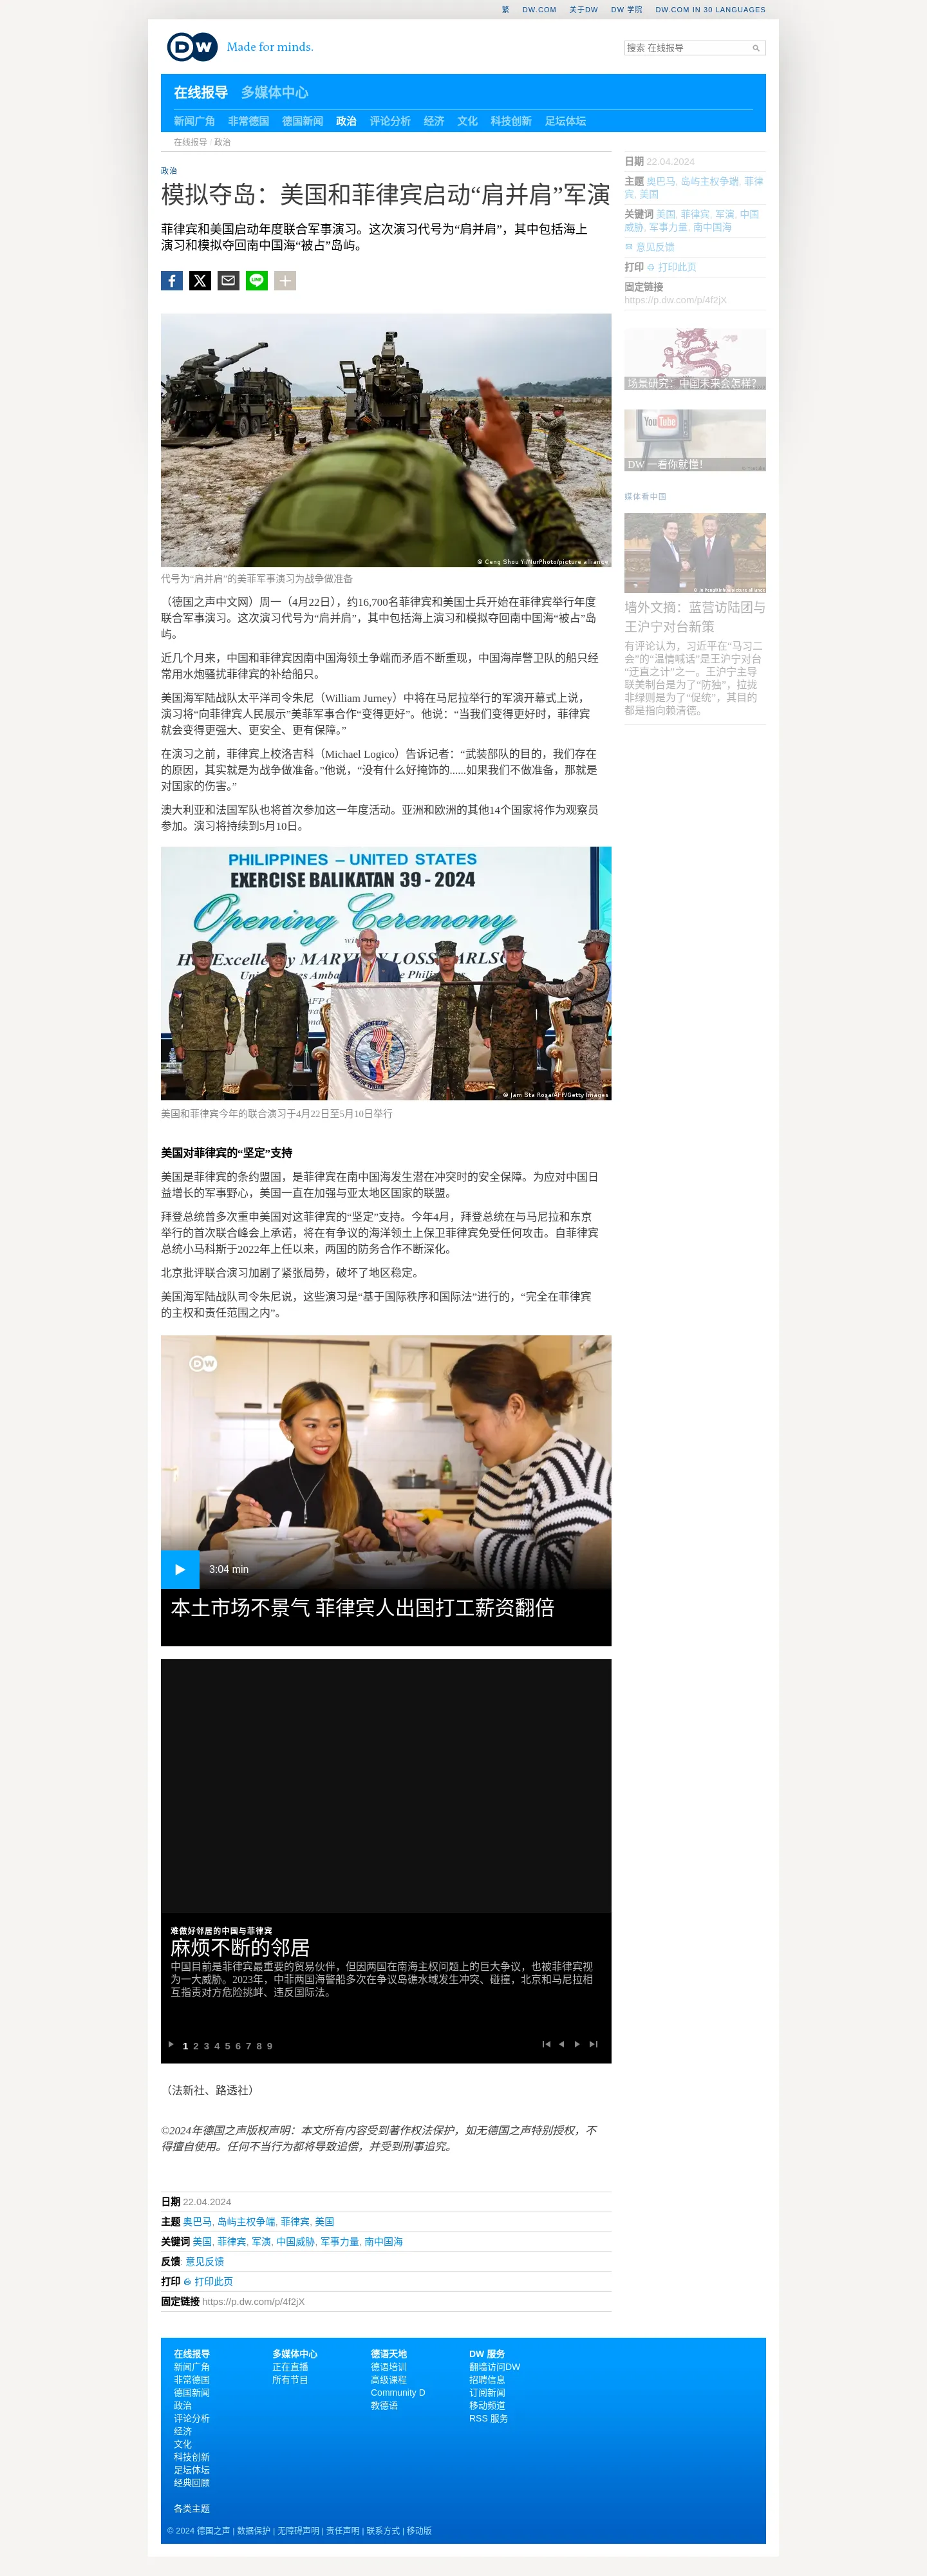 繁 DW.COM 关于DW DW 学院 DW.COM IN 30 LANGUAGES
DW Made for minds.
搜索 在线报导
在线报导 多媒体中心
新闻广角 非常德国 德国新闻 政治 评论分析 经济 文化 科技创新 足坛体坛
在线报导 / 政治
政治
模拟夺岛：美国和菲律宾启动“肩并肩”军演
菲律宾和美国启动年度联合军事演习。这次演习代号为“肩并肩”，其中包括海上
演习和模拟夺回南中国海“被占”岛屿。
LINE
© Ceng Shou Yi/NurPhoto/picture alliance
代号为“肩并肩”的美菲军事演习为战争做准备
（德国之声中文网）周一（4月22日），约16,700名菲律宾和美国士兵开始在菲律宾举行年度
联合军事演习。这次演习代号为“肩并肩”，其中包括海上演习和模拟夺回南中国海“被占”岛
屿。
近几个月来，中国和菲律宾因南中国海领土争端而矛盾不断重现，中国海岸警卫队的船只经
常用水炮骚扰菲律宾的补给船只。
美国海军陆战队太平洋司令朱尼（William Jurney）中将在马尼拉举行的军演开幕式上说，
演习将“向菲律宾人民展示”美菲军事合作“变得更好”。他说：“当我们变得更好时，菲律宾
就会变得更强大、更安全、更有保障。”
在演习之前，菲律宾上校洛吉科（Michael Logico）告诉记者：“武装部队的目的，我们存在
的原因，其实就是为战争做准备。”他说，“没有什么好掩饰的......如果我们不做准备，那就是
对国家的伤害。”
澳大利亚和法国军队也将首次参加这一年度活动。亚洲和欧洲的其他14个国家将作为观察员
参加。演习将持续到5月10日。
PHILIPPINES – UNITED STATES
EXERCISE BALIKATAN 39 - 2024
Opening Ceremony
© Jam Sta Rosa/AFP/Getty Images
美国和菲律宾今年的联合演习于4月22日至5月10日举行
美国对菲律宾的“坚定”支持
美国是菲律宾的条约盟国，是菲律宾在南中国海发生潜在冲突时的安全保障。为应对中国日
益增长的军事野心，美国一直在加强与亚太地区国家的联盟。
拜登总统曾多次重申美国对这菲律宾的“坚定”支持。今年4月，拜登总统在与马尼拉和东京
举行的首次联合峰会上承诺，将在有争议的海洋领土上保卫菲律宾免受任何攻击。自菲律宾
总统小马科斯于2022年上任以来，两国的防务合作不断深化。
北京批评联合演习加剧了紧张局势，破坏了地区稳定。
美国海军陆战队司令朱尼说，这些演习是“基于国际秩序和国际法”进行的，“完全在菲律宾
的主权和责任范围之内”。
DW
3:04 min
本土市场不景气 菲律宾人出国打工薪资翻倍
难做好邻居的中国与菲律宾
麻烦不断的邻居
中国目前是菲律宾最重要的贸易伙伴，但因两国在南海主权问题上的巨大争议，也被菲律宾视
为一大威胁。2023年，中菲两国海警船多次在争议岛礁水域发生冲突、碰撞，北京和马尼拉相
互指责对方危险挑衅、违反国际法。
1 2 3 4 5 6 7 8 9
（法新社、路透社）
©2024年德国之声版权声明：本文所有内容受到著作权法保护，如无德国之声特别授权，不
得擅自使用。任何不当行为都将导致追偿，并受到刑事追究。
日期 22.04.2024
主题 奥巴马, 岛屿主权争端, 菲律宾, 美国
关键词 美国, 菲律宾, 军演, 中国威胁, 军事力量, 南中国海
反馈: 意见反馈
打印 打印此页
固定链接 https://p.dw.com/p/4f2jX
日期 22.04.2024
主题 奥巴马, 岛屿主权争端, 菲律
宾, 美国
关键词 美国, 菲律宾, 军演, 中国
威胁, 军事力量, 南中国海
意见反馈
打印 打印此页
固定链接
https://p.dw.com/p/4f2jX
场景研究：中国未来会怎样？
YouTube
DW 一看你就懂！
媒体看中国
墙外文摘：蓝营访陆团与
王沪宁对台新策
有评论认为，习近平在“马习二
会”的“温情喊话”是王沪宁对台
“迂直之计”之一。王沪宁主导
联美制台是为了“防独”，拉拢
非绿则是为了“促统”，其目的
都是指向赖清德。
在线报导
新闻广角
非常德国
德国新闻
政治
评论分析
经济
文化
科技创新
足坛体坛
经典回顾
各类主题
多媒体中心
正在直播
所有节目
德语天地
德语培训
高级课程
Community D
教德语
DW 服务
翻墙访问DW
招聘信息
订阅新闻
移动频道
RSS 服务
© 2024 德国之声 | 数据保护 | 无障碍声明 | 责任声明 | 联系方式 | 移动版